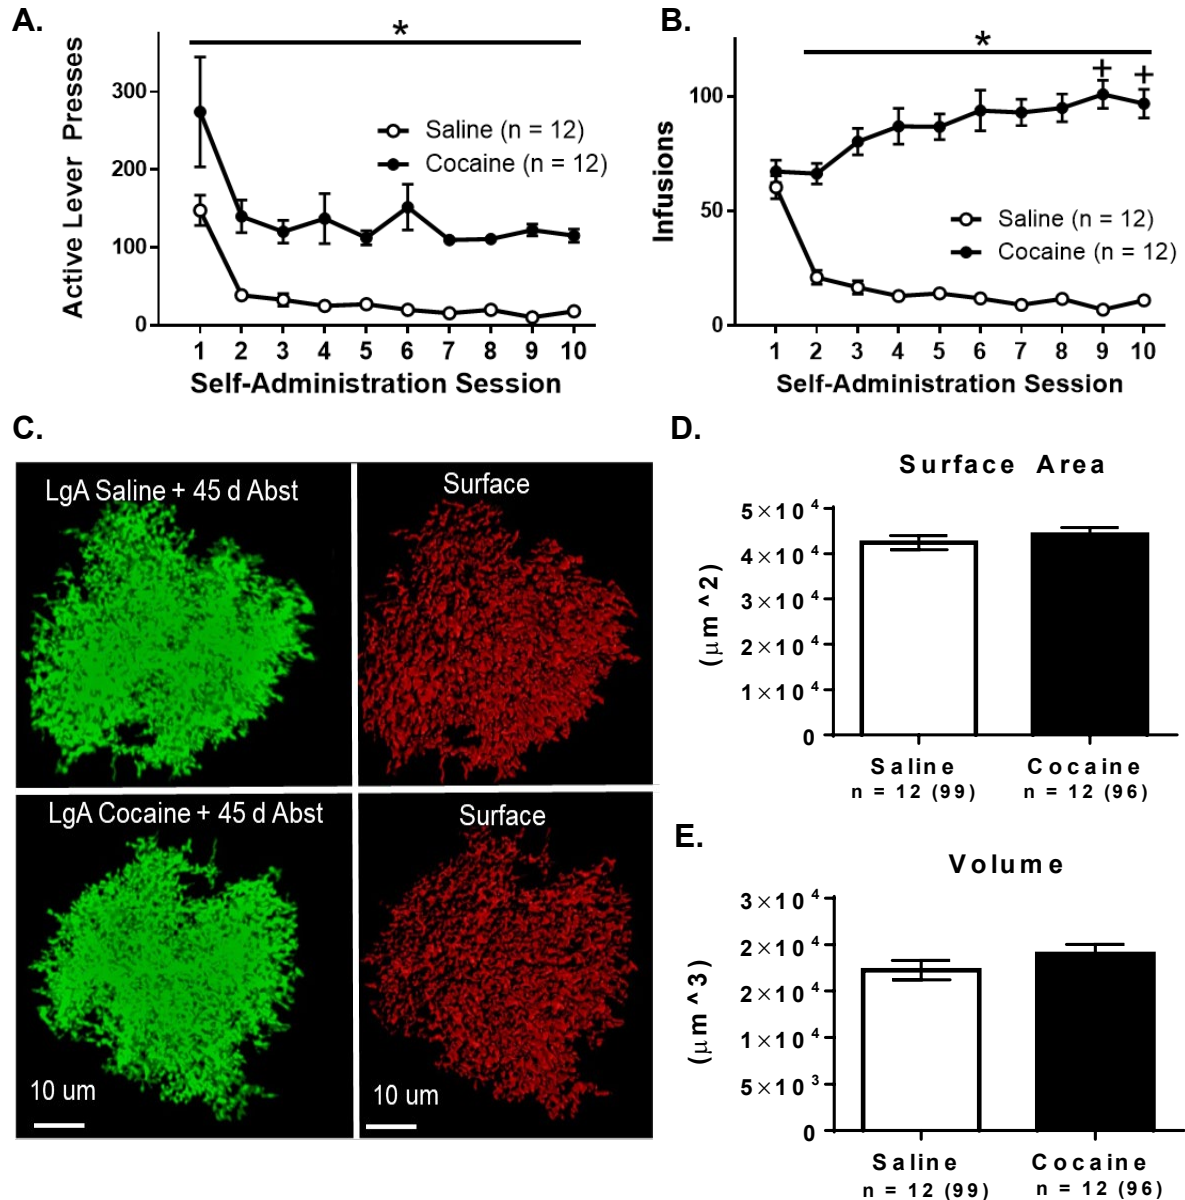 A.
*
Active Lever Presses
300
200
100
0
Saline (n = 12)
Cocaine (n = 12)
1 2 3 4 5 6 7 8 9 10
Self-Administration Session
B.
*
+ +
Infusions
100
50
0
Saline (n = 12)
Cocaine (n = 12)
1 2 3 4 5 6 7 8 9 10
Self-Administration Session
C.
LgA Saline + 45 d Abst
Surface
LgA Cocaine + 45 d Abst
Surface
10 um
10 um
D.
Surface Area
(μm^2)
5×10⁴
4×10⁴
3×10⁴
2×10⁴
1×10⁴
0
Saline Cocaine
n = 12 (99) n = 12 (96)
E.
Volume
(μm^3)
3×10⁴
2×10⁴
2×10⁴
1×10⁴
5×10³
0
Saline Cocaine
n = 12 (99) n = 12 (96)